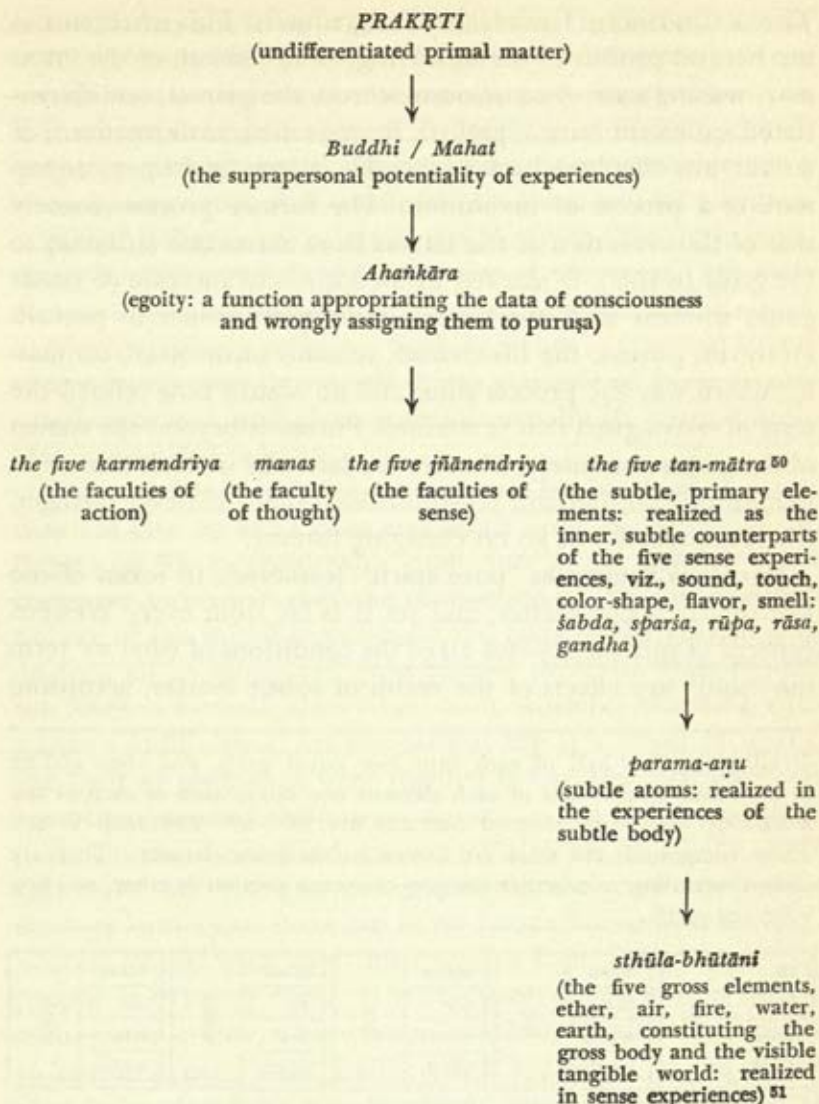 PRAKṚTI
(undifferentiated primal matter)
Buddhi / Mahat
(the suprapersonal potentiality of experiences)
Ahaṅkāra
(egoity: a function appropriating the data of consciousness
and wrongly assigning them to puruṣa)
the five karmendriya
(the faculties of
action)
manas
(the faculty
of thought)
the five jñānendriya
(the faculties of
sense)
the five tan-mātra 50
(the subtle, primary ele-
ments: realized as the
inner, subtle counterparts
of the five sense experi-
ences, viz., sound, touch,
color-shape, flavor, smell:
śabda, sparśa, rūpa, rāsa,
gandha)
parama-aṇu
(subtle atoms: realized in
the experiences of the
subtle body)
sthūla-bhūtāni
(the five gross elements,
ether, air, fire, water,
earth, constituting the
gross body and the visible
tangible world: realized
in sense experiences) 51